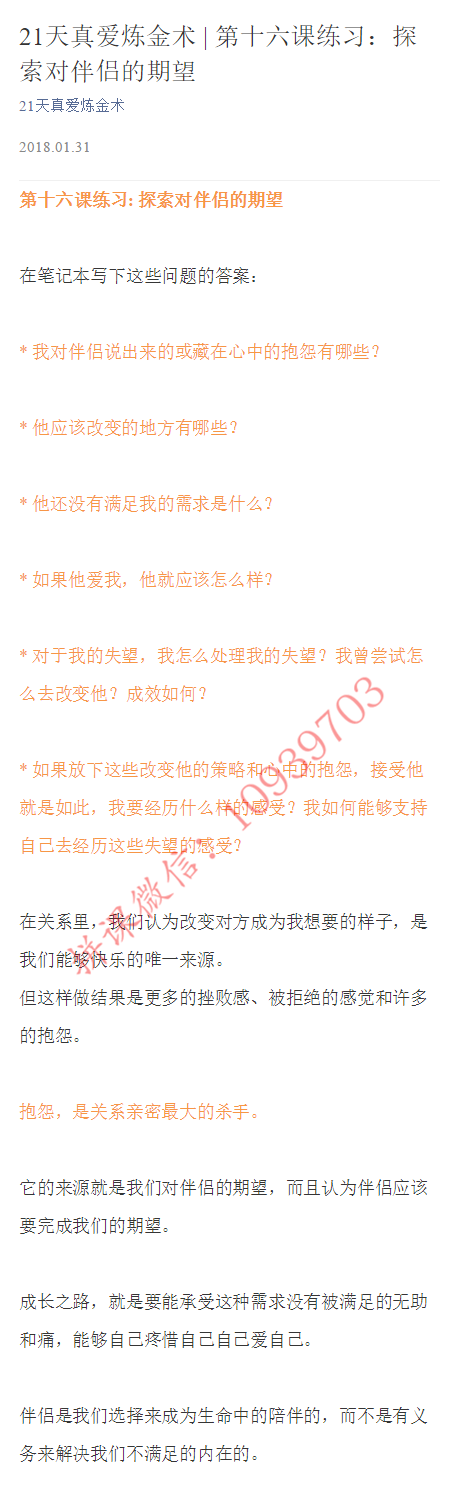 21天真爱炼金术 | 第十六课练习：探
索对伴侣的期望
21天真爱炼金术
2018.01.31
第十六课练习: 探索对伴侣的期望
在笔记本写下这些问题的答案：
* 我对伴侣说出来的或藏在心中的抱怨有哪些？
* 他应该改变的地方有哪些？
* 他还没有满足我的需求是什么？
* 如果他爱我，他就应该怎么样？
* 对于我的失望，我怎么处理我的失望？我曾尝试怎
么去改变他？成效如何？
* 如果放下这些改变他的策略和心中的抱怨，接受他
就是如此，我要经历什么样的感受？我如何能够支持
自己去经历这些失望的感受？
拼课微信：10939703
在关系里，我们认为改变对方成为我想要的样子，是
我们能够快乐的唯一来源。
但这样做结果是更多的挫败感、被拒绝的感觉和许多
的抱怨。
抱怨，是关系亲密最大的杀手。
它的来源就是我们对伴侣的期望，而且认为伴侣应该
要完成我们的期望。
成长之路，就是要能承受这种需求没有被满足的无助
和痛，能够自己疼惜自己自己爱自己。
伴侣是我们选择来成为生命中的陪伴的，而不是有义
务来解决我们不满足的内在的。